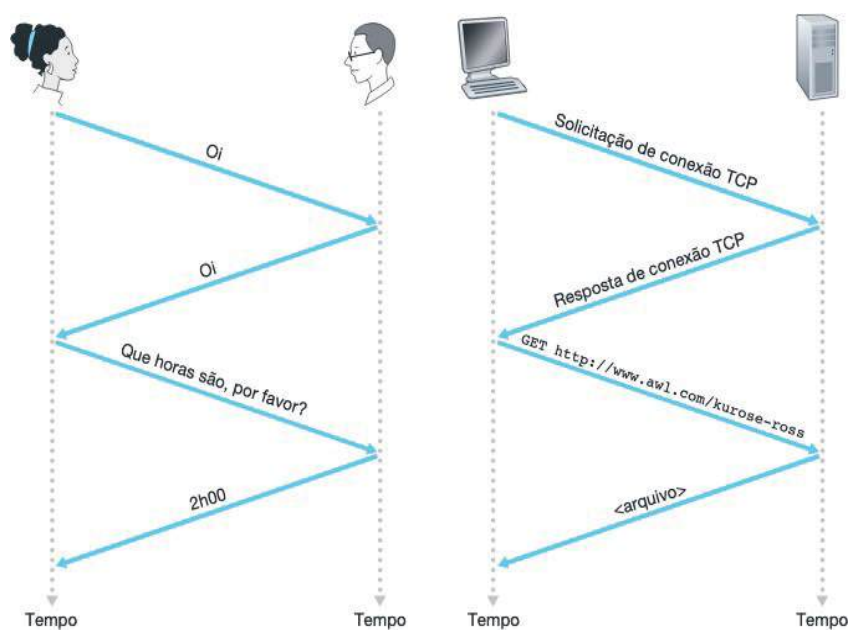 Oi
Oi
Que horas são, por favor?
2h00
Tempo
Tempo
Solicitação de conexão TCP
Resposta de conexão TCP
GET http://www.awl.com/kurose-ross
<arquivo>
Tempo
Tempo